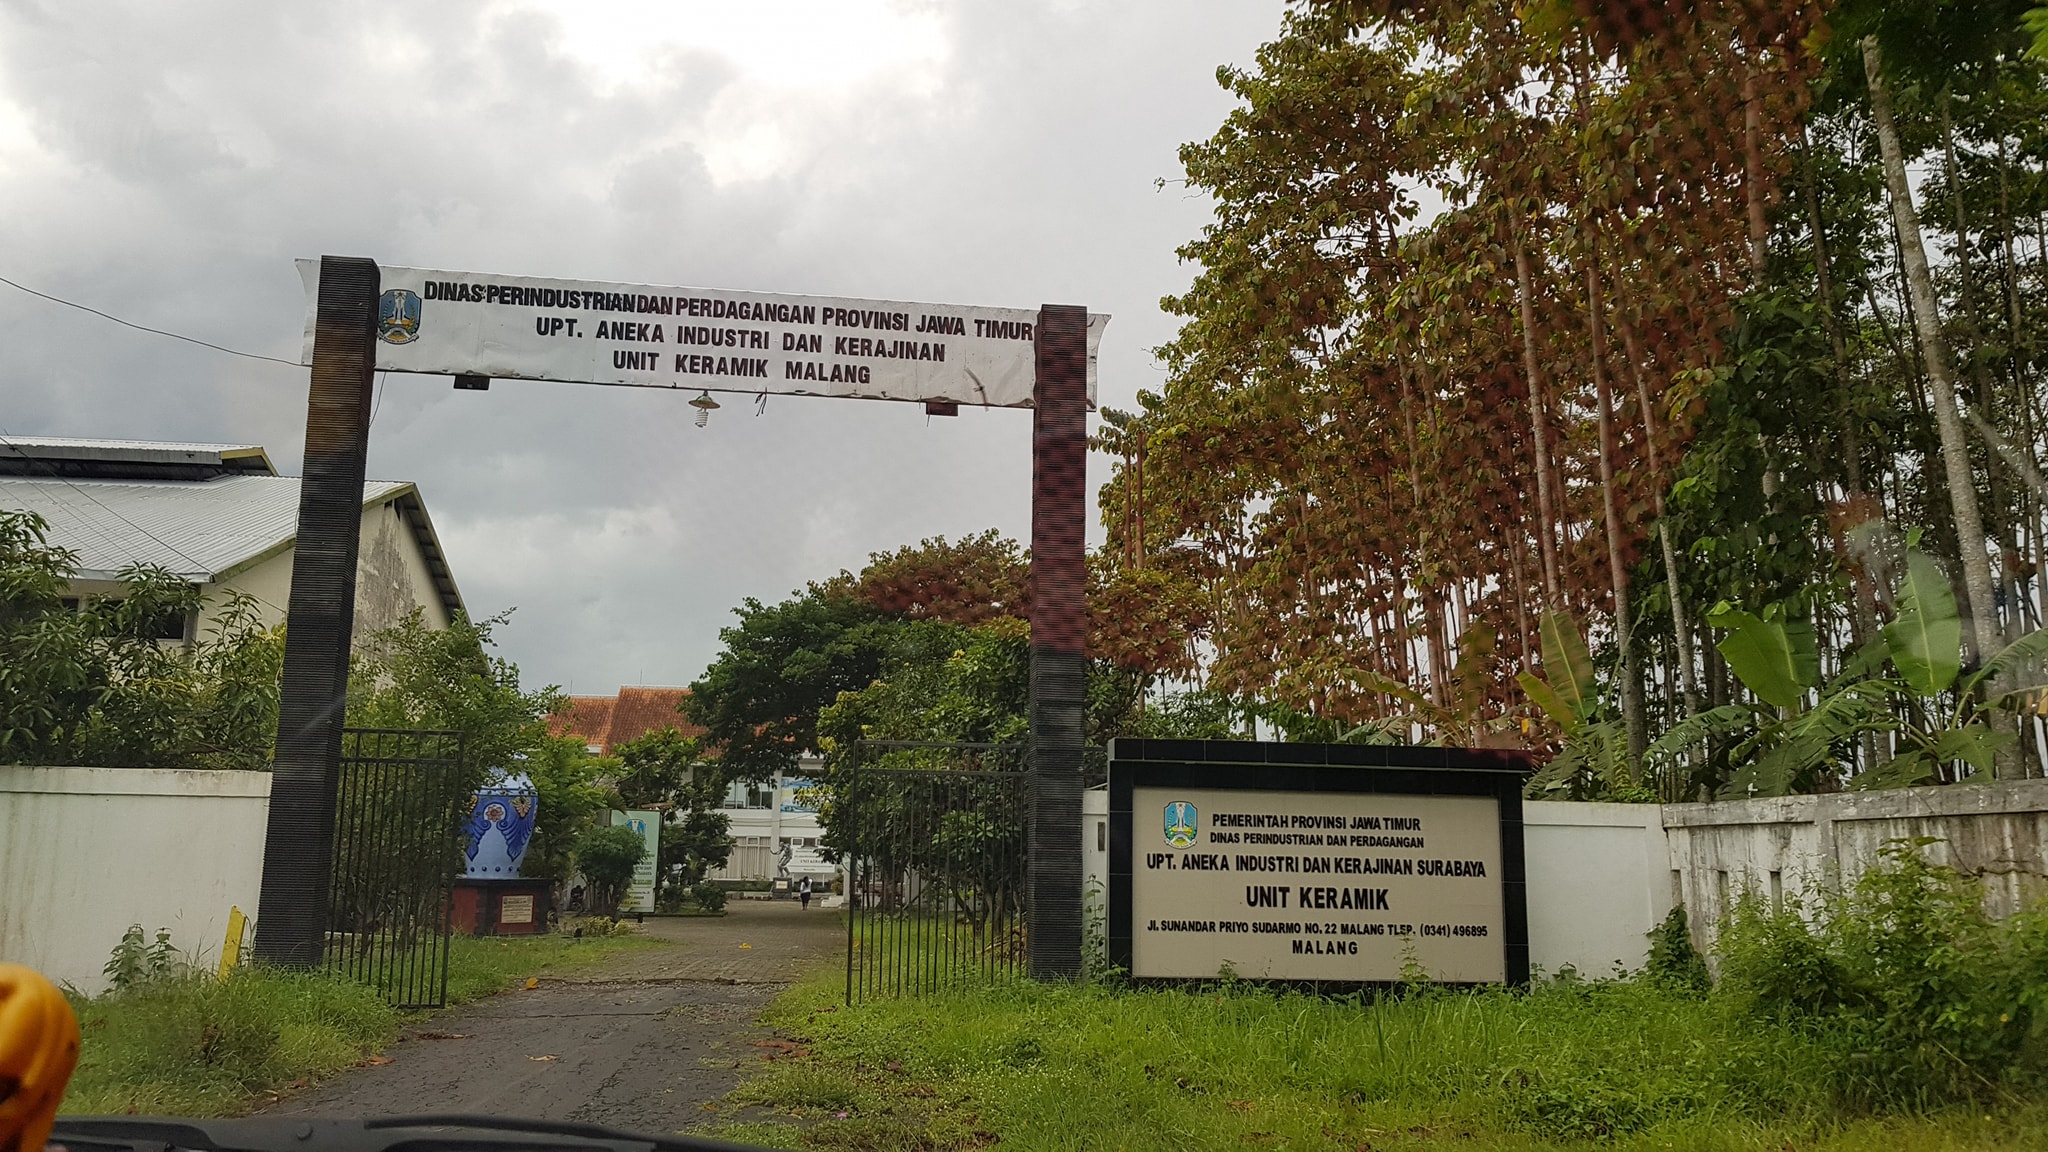 DINAS PERINDUSTRIAN DAN PERDAGANGAN PROVINSI JAWA TIMUR
UPT. ANEKA INDUSTRI DAN KERAJINAN
UNIT KERAMIK MALANG
PEMERINTAH PROVINSI JAWA TIMUR
DINAS PERINDUSTRIAN DAN PERDAGANGAN
UPT. ANEKA INDUSTRI DAN KERAJINAN SURABAYA
UNIT KERAMIK
Jl. SUNANDAR PRIYO SUDARMO NO. 22 MALANG TLEP. (0341) 496895
MALANG